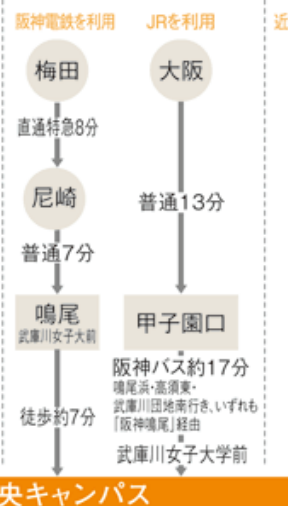 阪神電鉄を利用
梅田
直通特急8分
尼崎
普通7分
鳴尾
武庫川女子大前
徒歩約7分
JRを利用
大阪
普通13分
甲子園口
阪神バス約17分
鳴尾浜・高須東・
武庫川団地南行き、いずれも
「阪神鳴尾」経由
武庫川女子大学前
近
央キャンパス